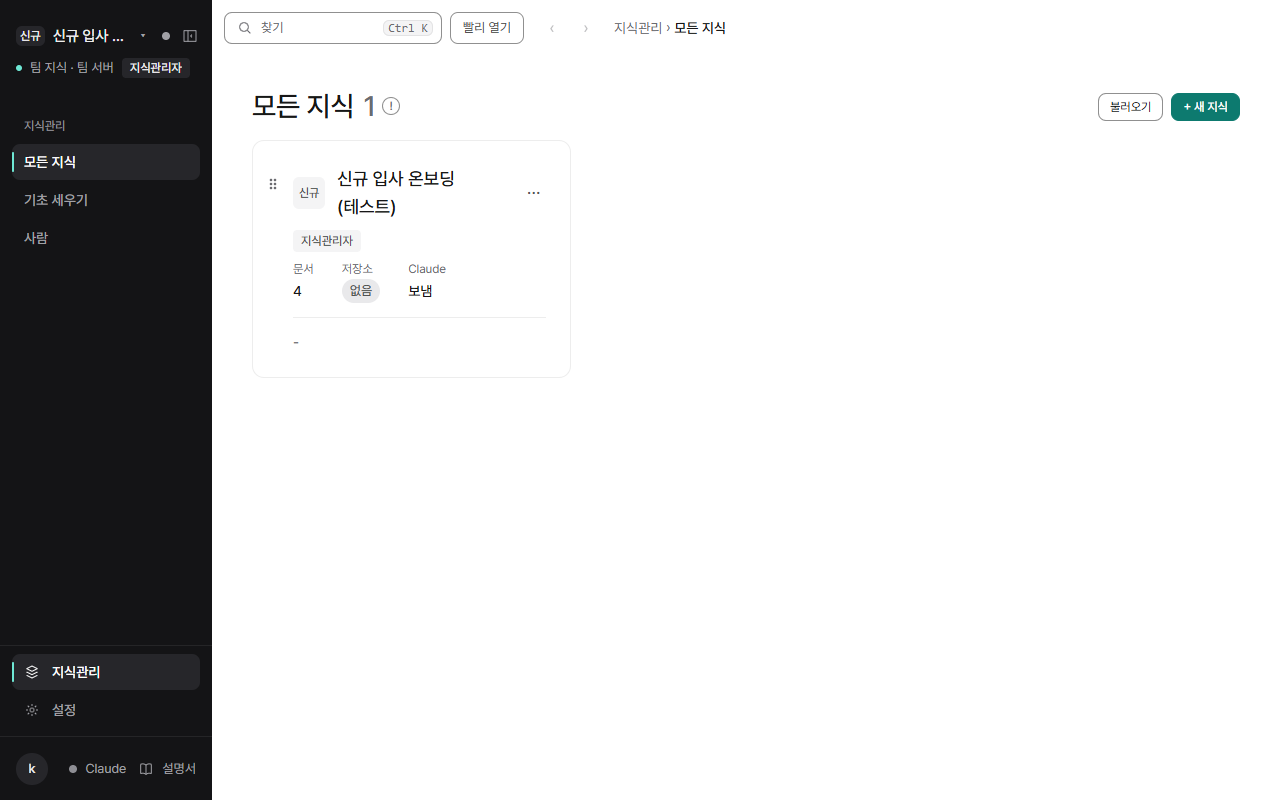 신규 신규 입사 ...
팀 지식 · 팀 서버 지식관리자
지식관리
모든 지식
기초 세우기
사람
지식관리
설정
k Claude 설명서
찾기 Ctrl K 빨리 열기 ‹ › 지식관리 › 모든 지식
모든 지식 1 !
불러오기 + 새 지식
신규 신규 입사 온보딩
(테스트)
...
지식관리자
문서 저장소 Claude
4 없음 보냄
-